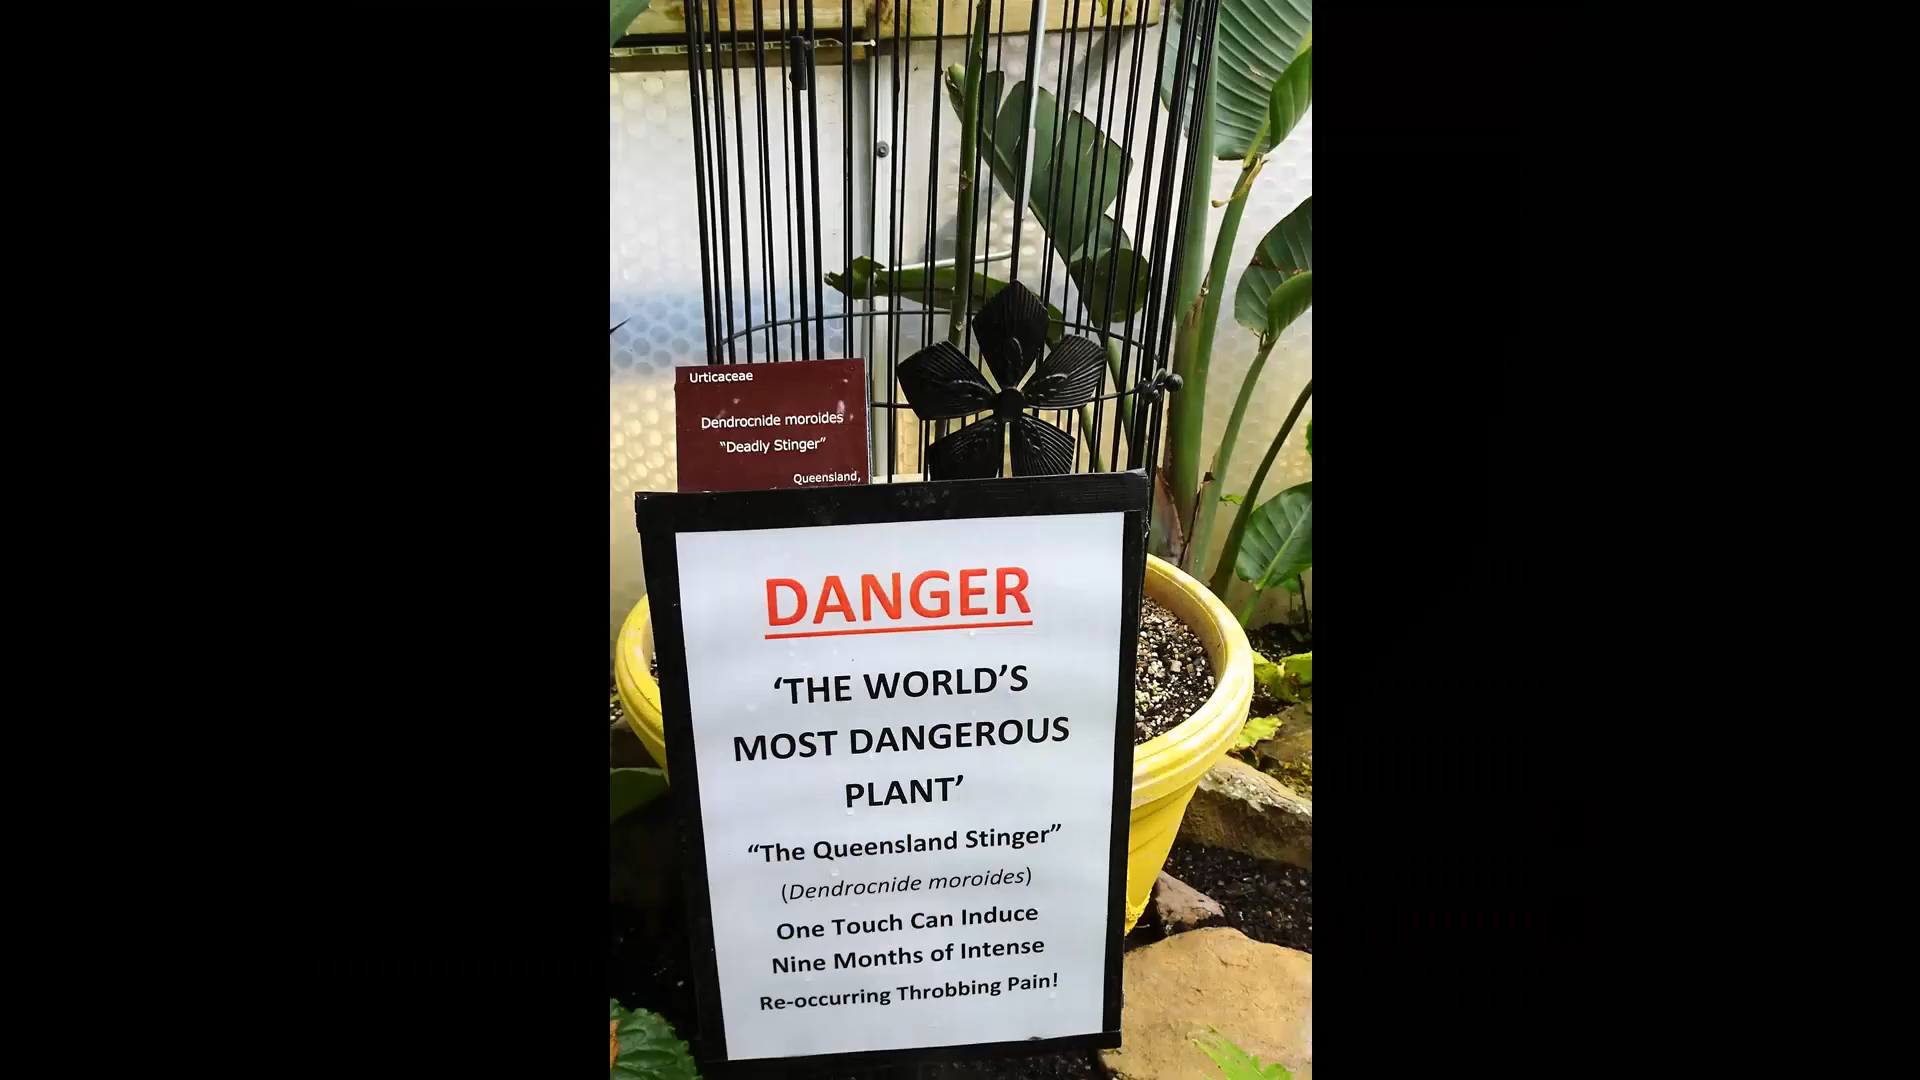 Urticaceae
Dendrocnide moroides
“Deadly Stinger”
Queensland,
DANGER
‘THE WORLD’S
MOST DANGEROUS
PLANT’
“The Queensland Stinger”
(Dendrocnide moroides)
One Touch Can Induce
Nine Months of Intense
Re-occurring Throbbing Pain!